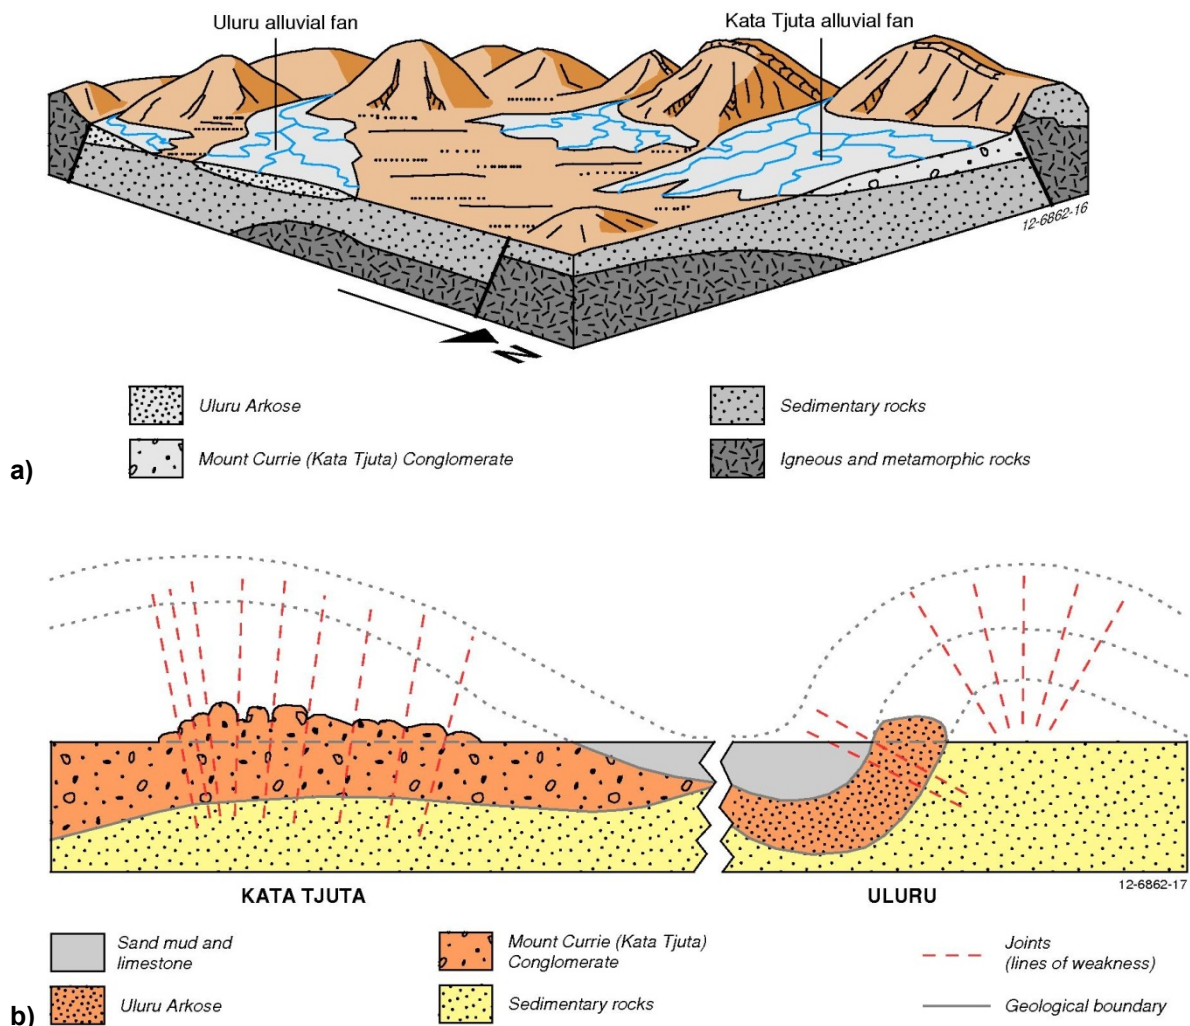 Uluru alluvial fan
Kata Tjuta alluvial fan
12-6862-16
N
Uluru Arkose
Sedimentary rocks
Mount Currie (Kata Tjuta) Conglomerate
Igneous and metamorphic rocks
a)
KATA TJUTA
ULURU
12-6862-17
Sand mud and
limestone
Mount Currie (Kata Tjuta)
Conglomerate
Joints
(lines of weakness)
Uluru Arkose
Sedimentary rocks
Geological boundary
b)